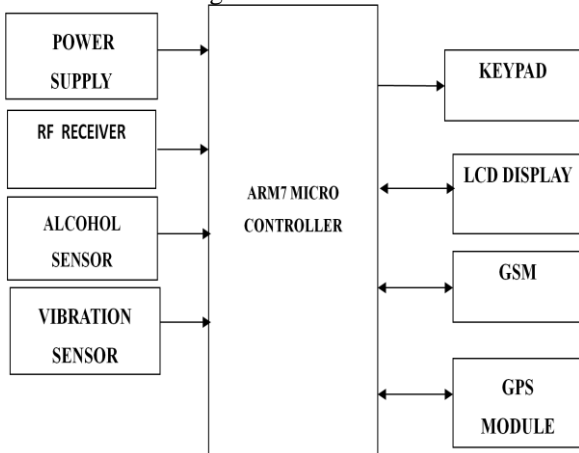 POWER
SUPPLY
RF RECEIVER
ALCOHOL
SENSOR
VIBRATION
SENSOR
ARM7 MICRO
CONTROLLER
KEYPAD
LCD DISPLAY
GSM
GPS
MODULE